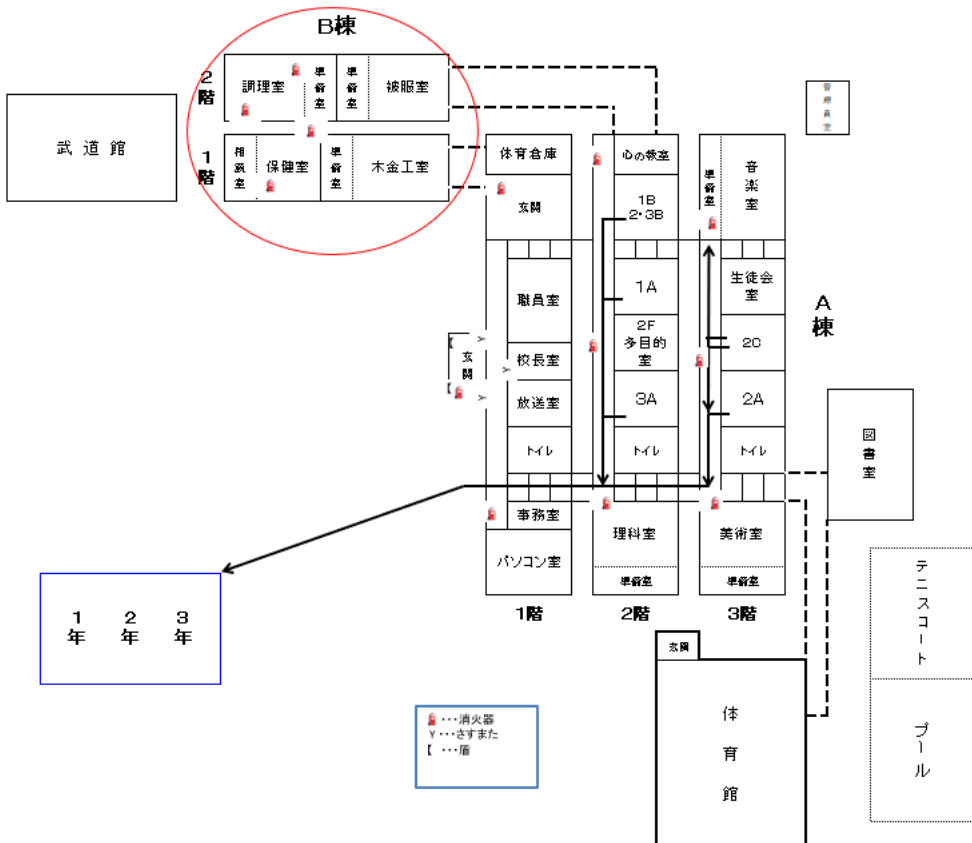 B棟
2階
調理室
準備室
準備室
被服室
1階
相談室
保健室
準備室
木金工室
武道館
管理員室
体育倉庫
玄関
職員室
校長室
放送室
トイレ
事務室
パソコン室
1階
玄関
心の教室
1B
2・3B
1A
2F
多目的
室
3A
トイレ
理科室
準備室
2階
準備室
音楽室
生徒会
室
2C
2A
トイレ
美術室
準備室
3階
A棟
図書室
テニスコート
プール
玄関
体育館
1年
2年
3年
・・・消火器
Y・・・さすまた
【 ・・・盾